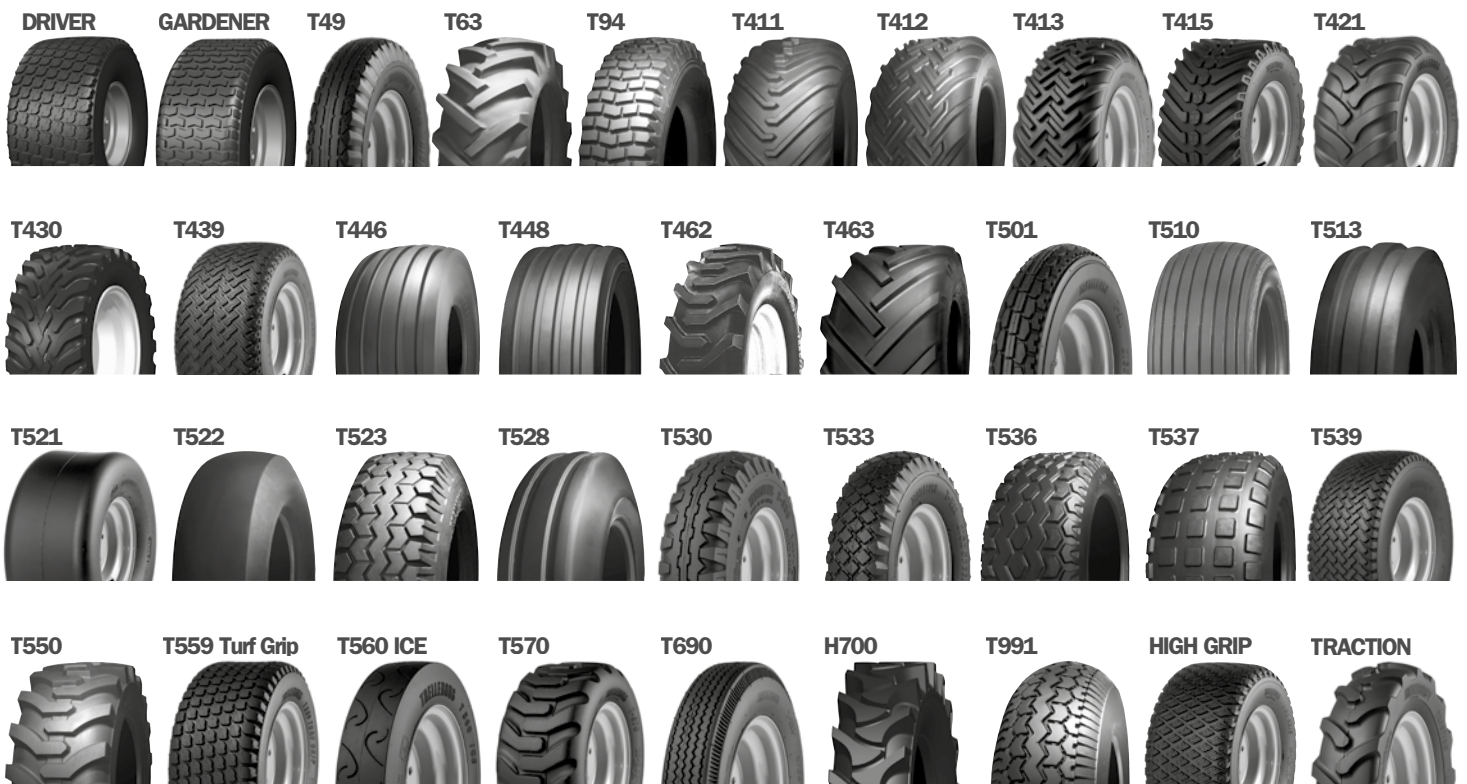 DRIVER GARDENER T49 T63 T94 T411 T412 T413 T415 T421
T430 T439 T446 T448 T462 T463 T501 T510 T513
T521 T522 T523 T528 T530 T533 T536 T537 T539
T550 T559 Turf Grip T560 ICE T570 T690 H700 T991 HIGH GRIP TRACTION
TRELLEBORG